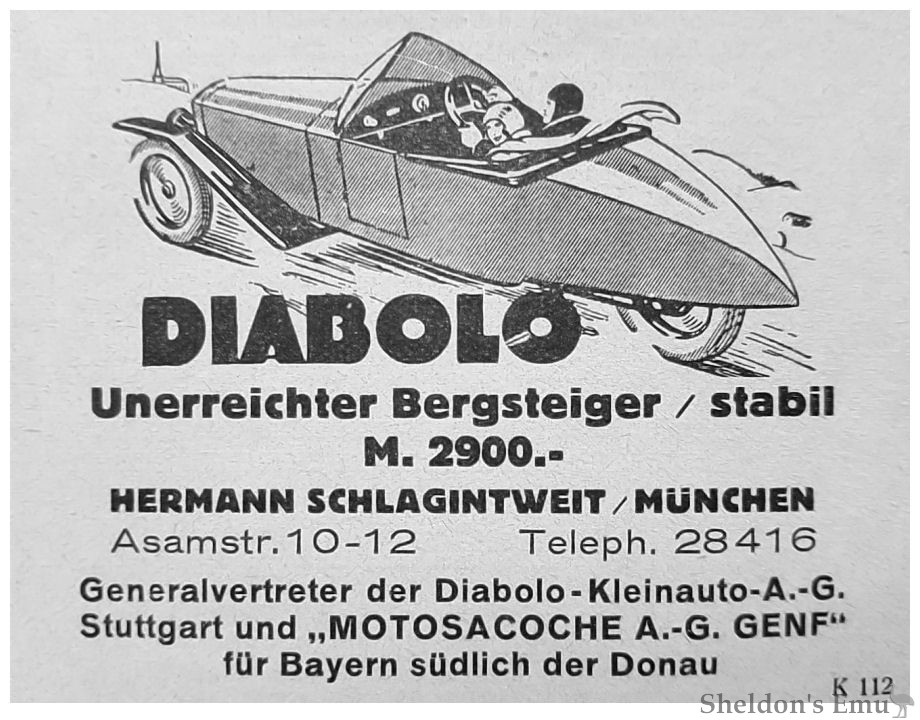 DIABOLO
Unerreichter Bergsteiger / stabil
M. 2900.-
HERMANN SCHLAGINTWEIT / MÜNCHEN
Asamstr. 10-12 Teleph. 28416
Generalvertreter der Diabolo-Kleinauto-A.-G.
Stuttgart und „MOTOSACOCHE A.-G. GENF“
für Bayern südlich der Donau
K 112
Sheldon's Emu